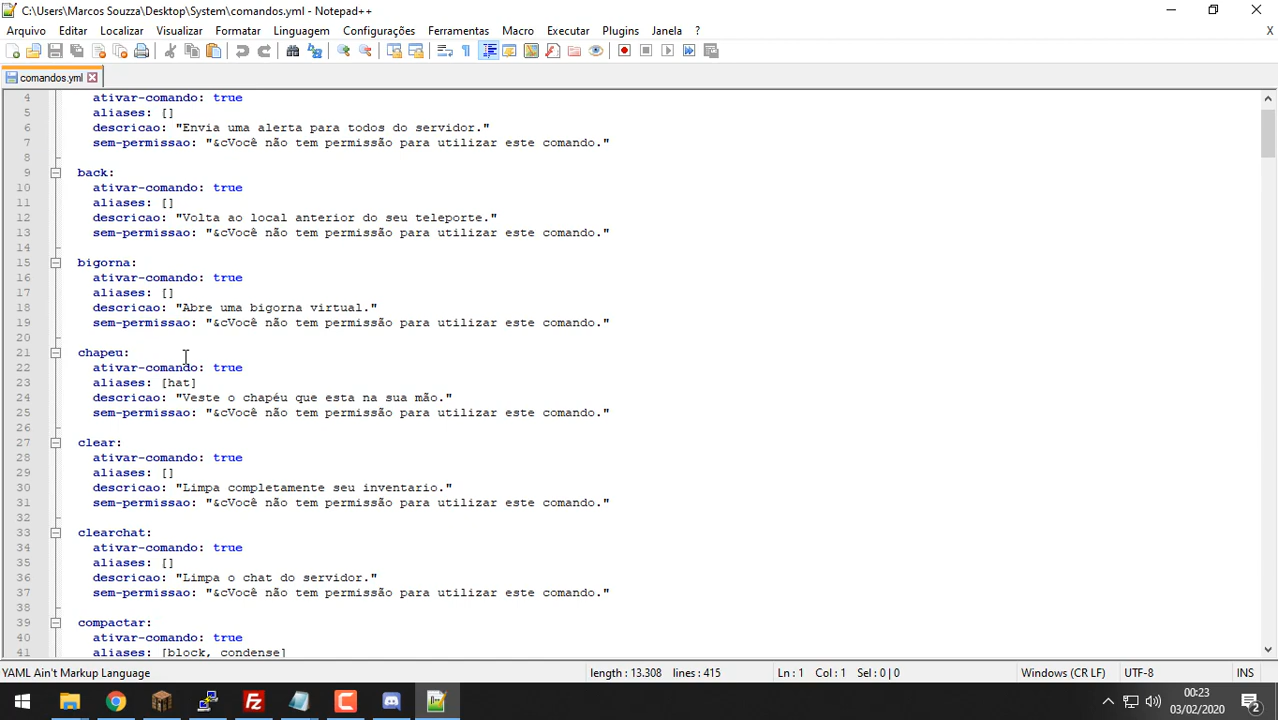 C:\Users\Marcos Souzza\Desktop\System\comandos.yml - Notepad++
Arquivo Editar Localizar Visualizar Formatar Linguagem Configurações Ferramentas Macro Executar Plugins Janela ? X
comandos.yml
4 ativar-comando: true
5 aliases: []
6 descricao: "Envia uma alerta para todos do servidor."
7 sem-permissao: "&cVocê não tem permissão para utilizar este comando."
8
9 back:
10 ativar-comando: true
11 aliases: []
12 descricao: "Volta ao local anterior do seu teleporte."
13 sem-permissao: "&cVocê não tem permissão para utilizar este comando."
14
15 bigorna:
16 ativar-comando: true
17 aliases: []
18 descricao: "Abre uma bigorna virtual."
19 sem-permissao: "&cVocê não tem permissão para utilizar este comando."
20
21 chapeu:
22 ativar-comando: true
23 aliases: [hat]
24 descricao: "Veste o chapéu que esta na sua mão."
25 sem-permissao: "&cVocê não tem permissão para utilizar este comando."
26
27 clear:
28 ativar-comando: true
29 aliases: []
30 descricao: "Limpa completamente seu inventario."
31 sem-permissao: "&cVocê não tem permissão para utilizar este comando."
32
33 clearchat:
34 ativar-comando: true
35 aliases: []
36 descricao: "Limpa o chat do servidor."
37 sem-permissao: "&cVocê não tem permissão para utilizar este comando."
38
39 compactar:
40 ativar-comando: true
41 aliases: [block, condense]
YAML Ain't Markup Language length : 13.308 lines : 415 Ln : 1 Col : 1 Sel : 0 | 0 Windows (CR LF) UTF-8 INS
Fz 00:23
03/02/2020 2